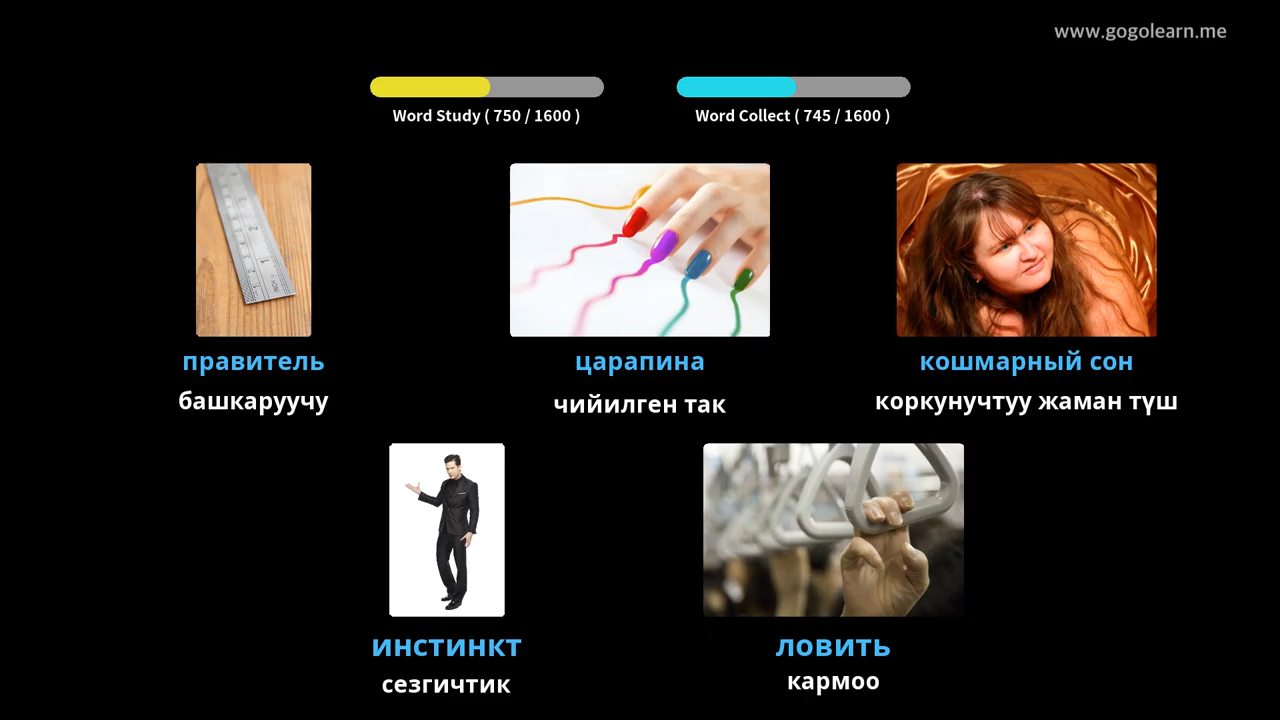 www.gogolearn.me
Word Study ( 750 / 1600 )
Word Collect ( 745 / 1600 )
правитель
царапина
кошмарный сон
башкаруучу
чийилген так
коркунучтуу жаман түш
инстинкт
ловить
сезгичтик
кармоо